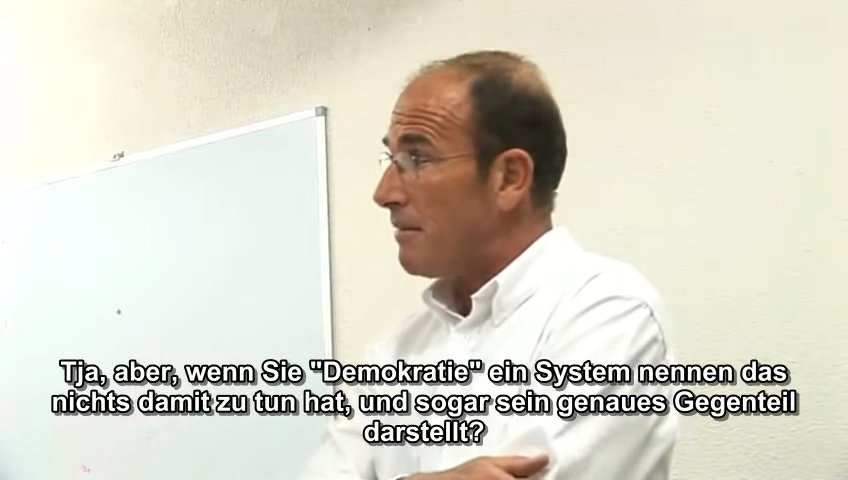 Tja, aber, wenn Sie "Demokratie" ein System nennen das
nichts damit zu tun hat, und sogar sein genaues Gegenteil
darstellt?